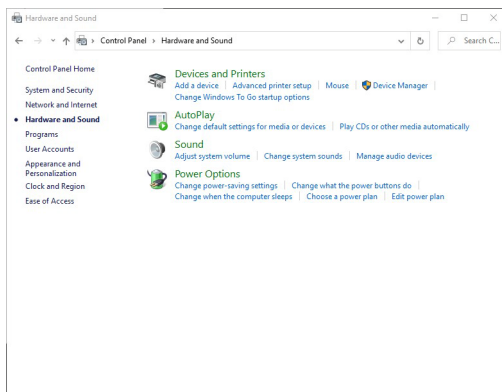 Hardware and Sound
Control Panel > Hardware and Sound
Search C...
Control Panel Home
System and Security
Network and Internet
Hardware and Sound
Programs
User Accounts
Appearance and
Personalization
Clock and Region
Ease of Access
Devices and Printers
Add a device | Advanced printer setup | Mouse | Device Manager |
Change Windows To Go startup options
AutoPlay
Change default settings for media or devices | Play CDs or other media automatically
Sound
Adjust system volume | Change system sounds | Manage audio devices
Power Options
Change power-saving settings | Change what the power buttons do |
Change when the computer sleeps | Choose a power plan | Edit power plan